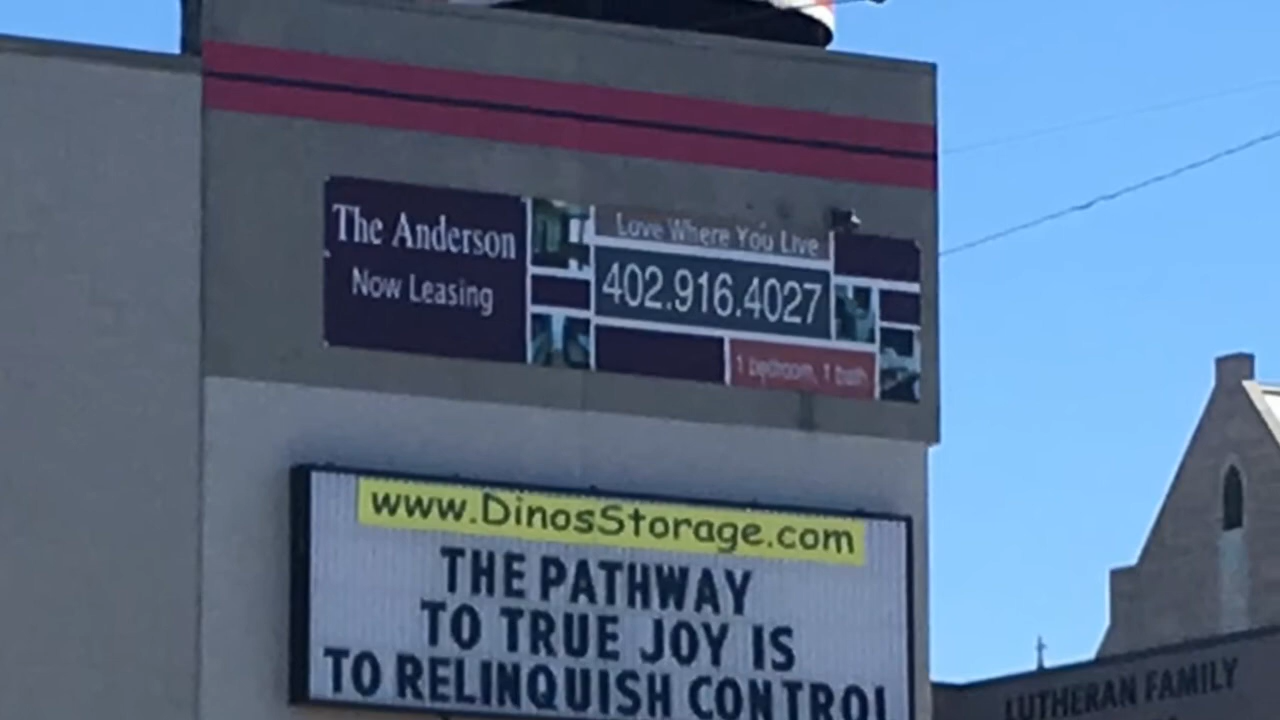 The Anderson
Now Leasing
Love Where You Live
402.916.4027
1 bedroom, 1 bath
www.DinosStorage.com
THE PATHWAY
TO TRUE JOY IS
TO RELINQUISH CONTROL
LUTHERAN FAMILY